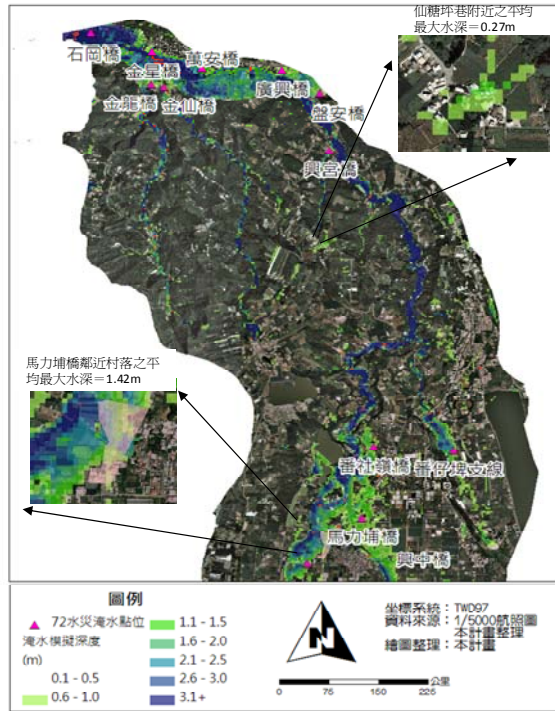 仙塘坪巷附近之平均
最大水深=0.27m
石岡橋
萬安橋
金星橋
廣興橋
金龍橋
金仙橋
盤安橋
興宮橋
馬力埔橋鄰近村落之平
均最大水深=1.42m
番社嶺橋
番仔埤支線
馬力埔橋
興中橋
圖例
72水災淹水點位
淹水模擬深度
(m)
0.1 - 0.5
0.6 - 1.0
1.1 - 1.5
1.6 - 2.0
2.1 - 2.5
2.6 - 3.0
3.1+
N
坐標系統：TWD97
資料來源：1/5000航照圖
本計畫整理
繪圖整理：本計畫
公里
0 75 150 225